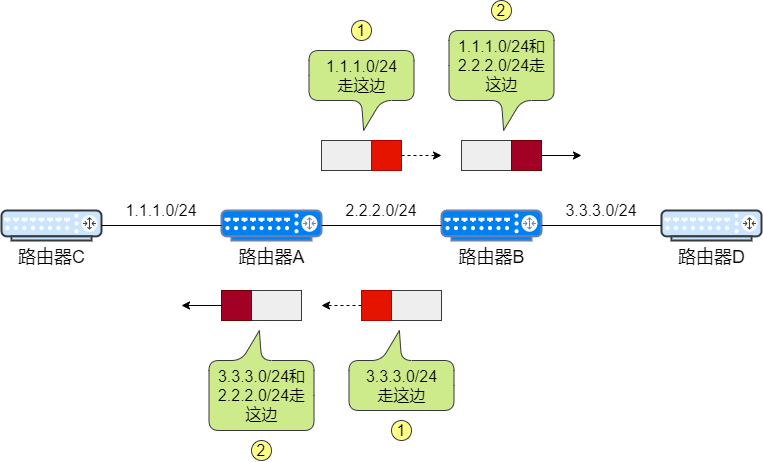 ①
②
1.1.1.0/24
走这边
1.1.1.0/24和
2.2.2.0/24走
这边
1.1.1.0/24
2.2.2.0/24
3.3.3.0/24
路由器C
路由器A
路由器B
路由器D
3.3.3.0/24和
2.2.2.0/24走
这边
3.3.3.0/24
走这边
②
①